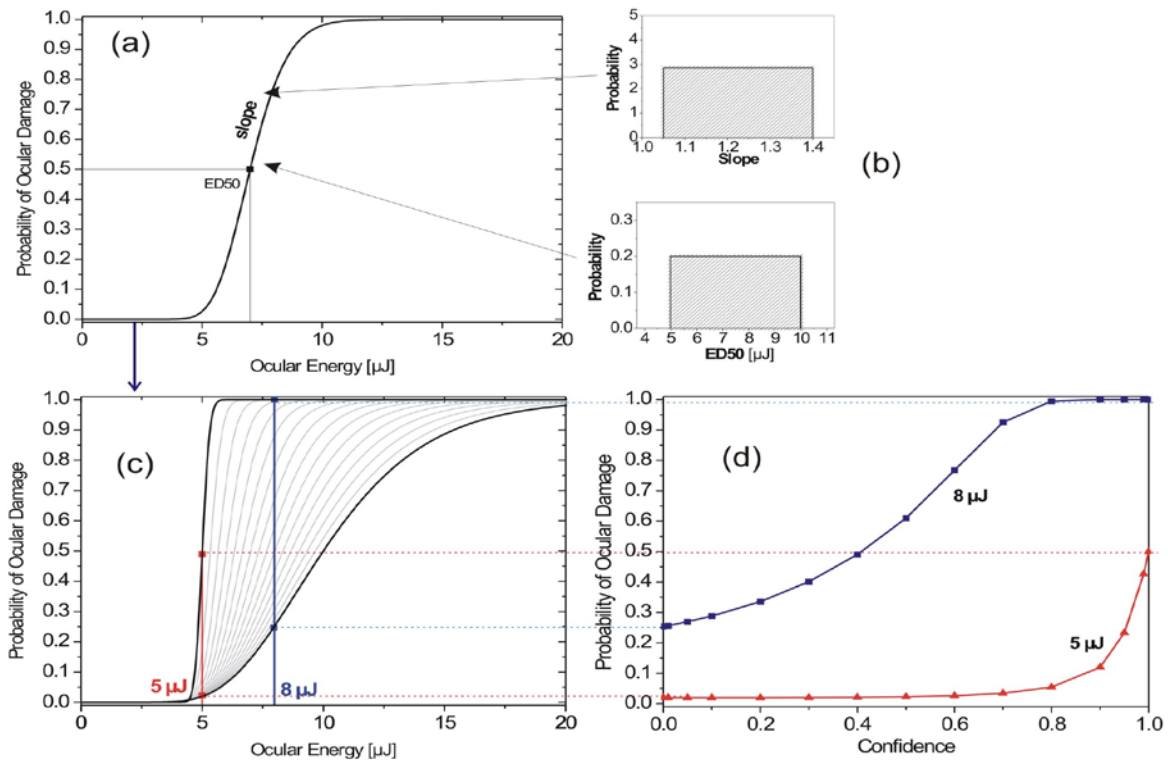 (a)
1.0
0.9
0.8
0.7
0.6
0.5
0.4
0.3
0.2
0.1
0.0
Probability of Ocular Damage
slope
ED50
0 5 10 15 20
Ocular Energy [µJ]
5
4
3
2
1
0
Probability
1.0 1.1 1.2 1.3 1.4
Slope
(b)
0.3
0.2
0.1
0.0
Probability
4 5 6 7 8 9 10 11
ED50 [µJ]
(c)
1.0
0.9
0.8
0.7
0.6
0.5
0.4
0.3
0.2
0.1
0.0
Probability of Ocular Damage
5 µJ
8 µJ
0 5 10 15 20
Ocular Energy [µJ]
(d)
1.0
0.9
0.8
0.7
0.6
0.5
0.4
0.3
0.2
0.1
0.0
Probability of Ocular Damage
8 µJ
5 µJ
0.0 0.2 0.4 0.6 0.8 1.0
Confidence